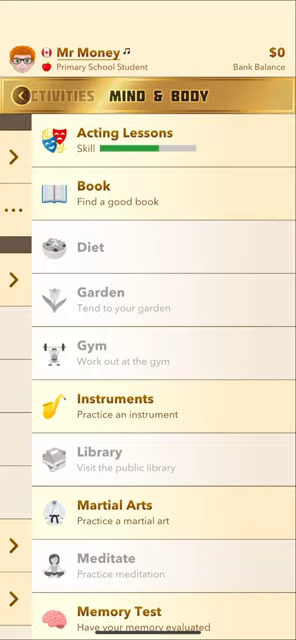 Mr Money
$0
Primary School Student
Bank Balance
CTIVITIES
MIND & BODY
Acting Lessons
Skill
Book
Find a good book
Diet
Garden
Tend to your garden
Gym
Work out at the gym
Instruments
Practice an instrument
Library
Visit the public library
Martial Arts
Practice a martial art
Meditate
Practice meditation
Memory Test
Have your memory evaluated